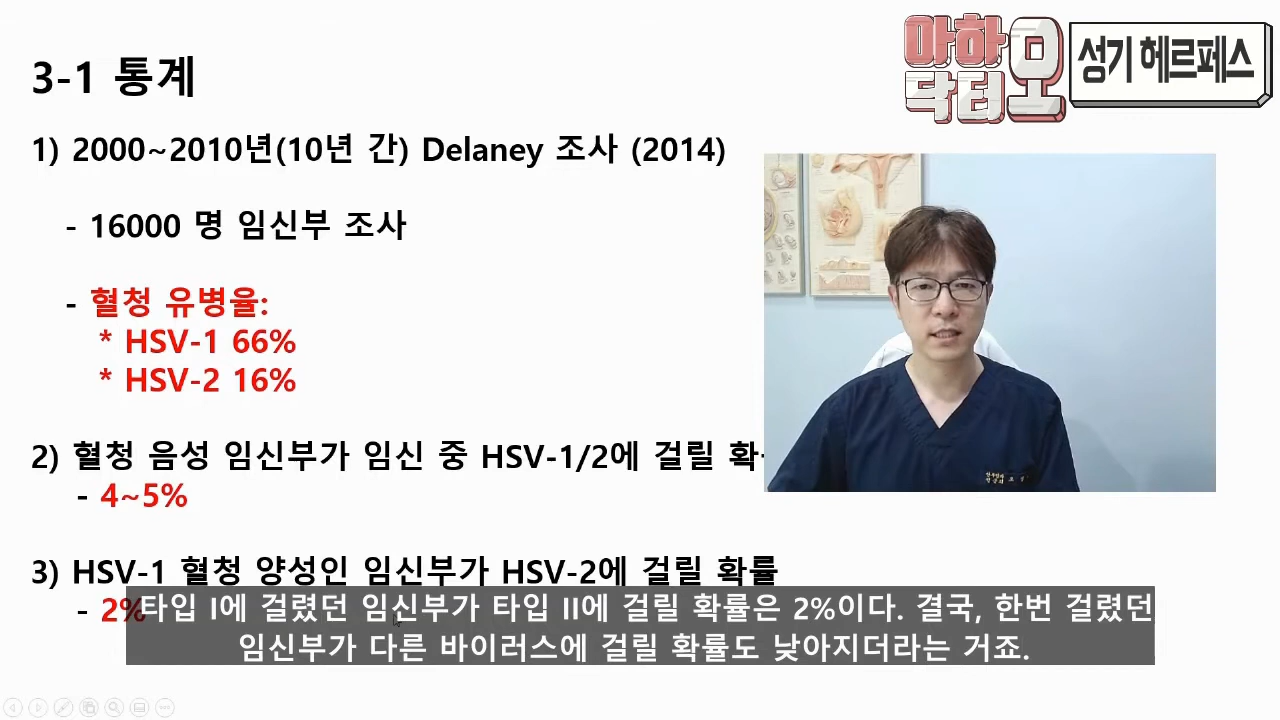 3-1 통계
아하
닥터 오
성기 헤르페스
1) 2000~2010년(10년 간) Delaney 조사 (2014)
- 16000 명 임신부 조사
- 혈청 유병율:
* HSV-1 66%
* HSV-2 16%
2) 혈청 음성 임신부가 임신 중 HSV-1/2에 걸릴 확
- 4~5%
3) HSV-1 혈청 양성인 임신부가 HSV-2에 걸릴 확률
- 2%
타입 I에 걸렸던 임신부가 타입 II에 걸릴 확률은 2%이다. 결국, 한번 걸렸던
임신부가 다른 바이러스에 걸릴 확률도 낮아지더라는 거죠.